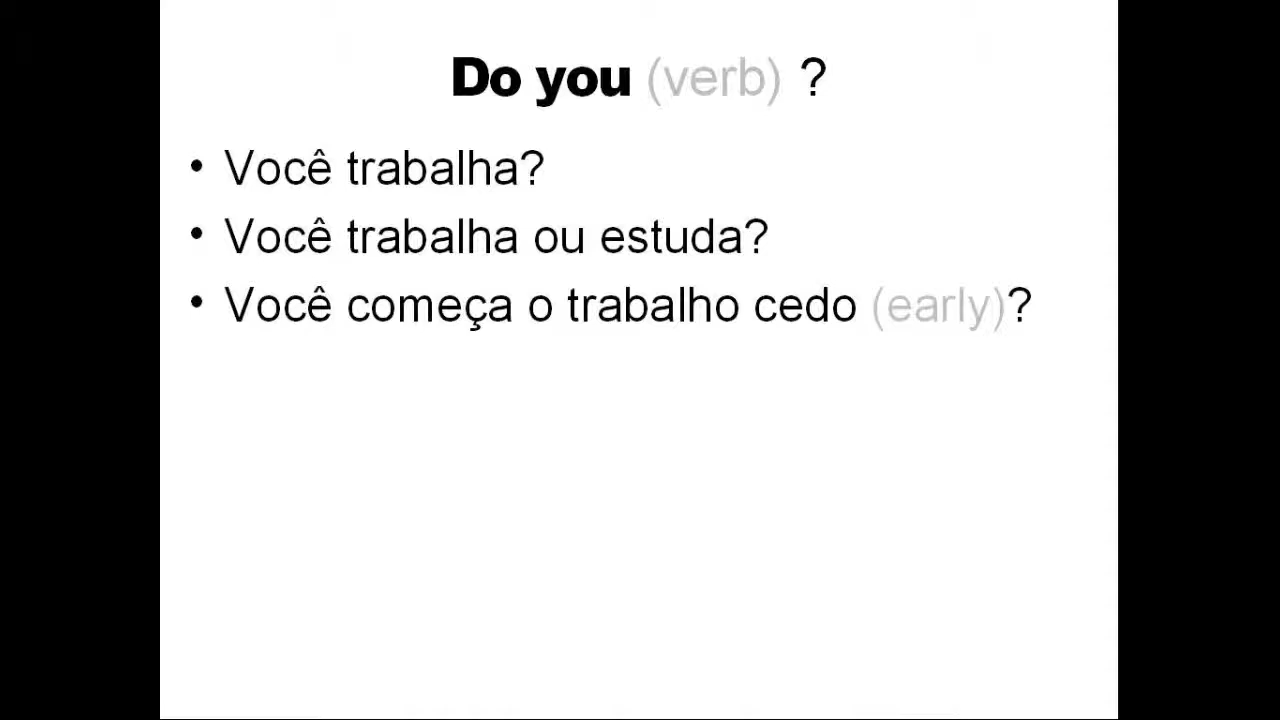 Do you (verb) ?
• Você trabalha?
• Você trabalha ou estuda?
• Você começa o trabalho cedo (early)?